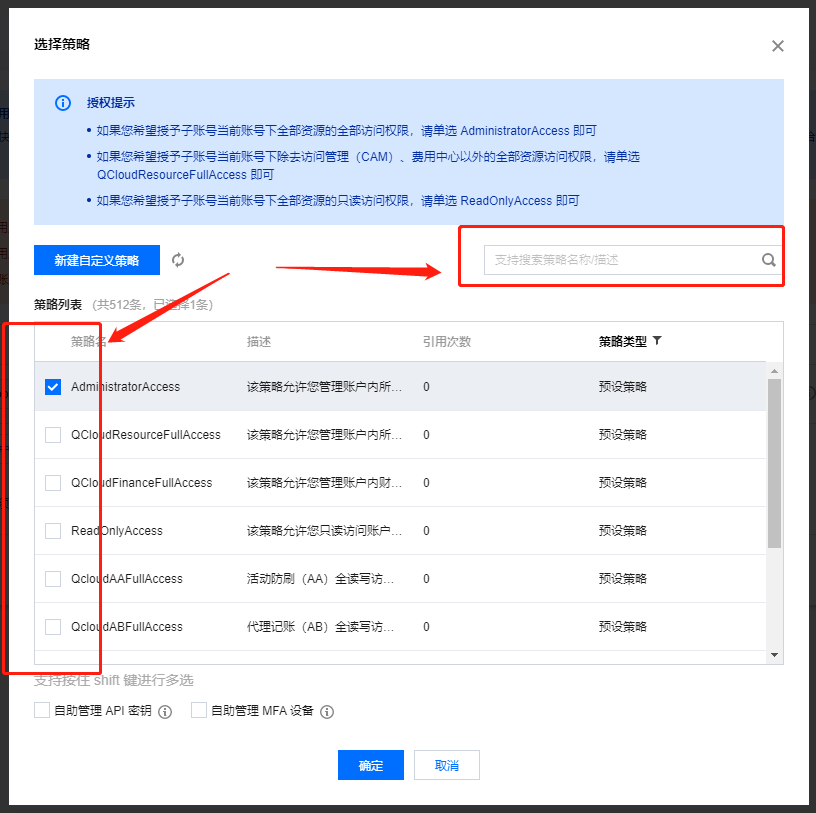 选择策略
授权提示
如果您希望授予子账号当前账号下全部资源的全部访问权限，请单选 AdministratorAccess 即可
如果您希望授予子账号当前账号下除去访问管理（CAM）、费用中心以外的全部资源访问权限，请单选
QCloudResourceFullAccess 即可
如果您希望授予子账号当前账号下全部资源的只读访问权限，请单选 ReadOnlyAccess 即可
新建自定义策略
支持搜索策略名称/描述
策略列表 (共512条，已选择1条)
策略名 描述 引用次数 策略类型
AdministratorAccess 该策略允许您管理账户内所... 0 预设策略
QCloudResourceFullAccess 该策略允许您管理账户内所... 0 预设策略
QCloudFinanceFullAccess 该策略允许您管理账户内财... 0 预设策略
ReadOnlyAccess 该策略允许您只读访问账户... 0 预设策略
QcloudAAFullAccess 活动防刷（AA）全读写访... 0 预设策略
QcloudABFullAccess 代理记账（AB）全读写访... 0 预设策略
支持按住 shift 键进行多选
自助管理 API 密钥 自助管理 MFA 设备
确定 取消